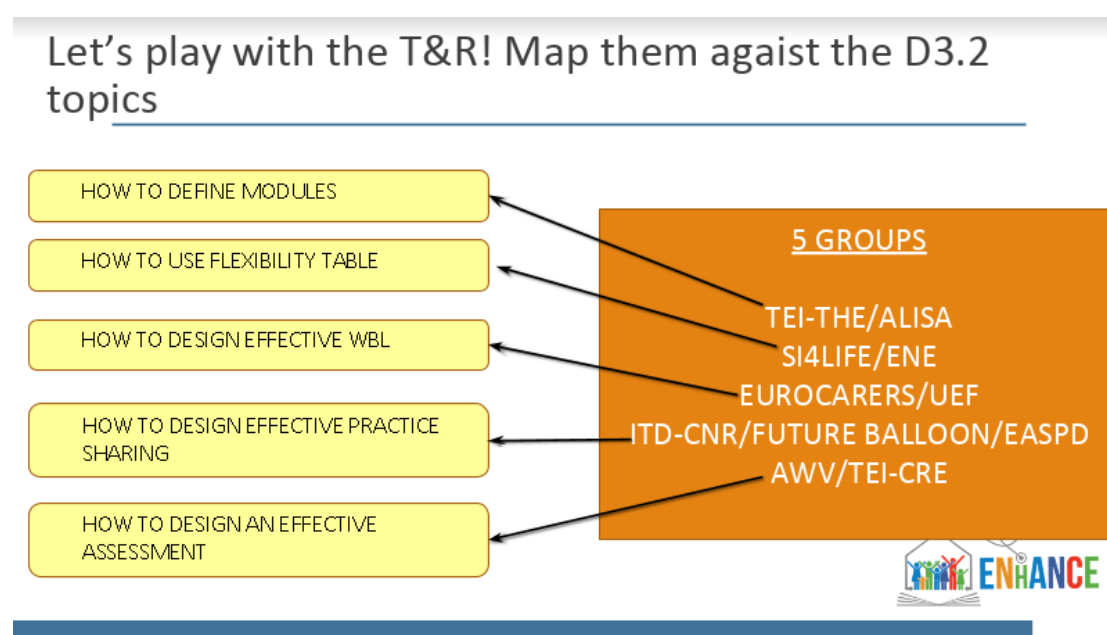 Let's play with the T&R! Map them agaist the D3.2
topics
HOW TO DEFINE MODULES
HOW TO USE FLEXIBILITY TABLE
HOW TO DESIGN EFFECTIVE WBL
HOW TO DESIGN EFFECTIVE PRACTICE
SHARING
HOW TO DESIGN AN EFFECTIVE
ASSESSMENT
5 GROUPS
TEI-THE/ALISA
SI4LIFE/ENE
EUROCARERS/UEF
ITD-CNR/FUTURE BALLOON/EASPD
AWV/TEI-CRE
ENHANCE